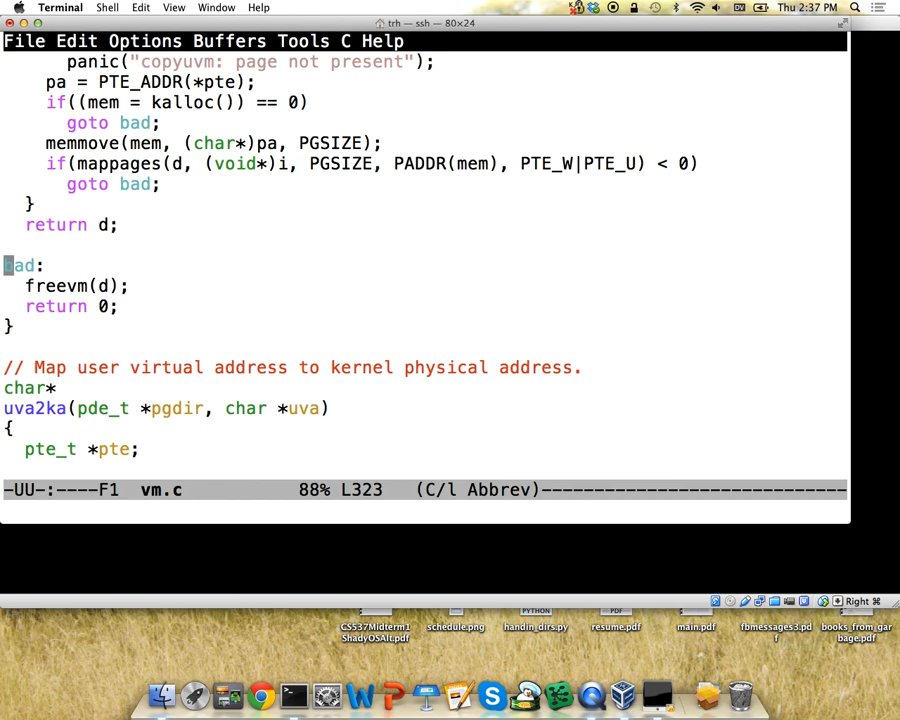 Terminal Shell Edit View Window Help Thu 2:37 PM
trh — ssh — 80×24
File Edit Options Buffers Tools C Help
panic("copyuvm: page not present");
pa = PTE_ADDR(*pte);
if((mem = kalloc()) == 0)
goto bad;
memmove(mem, (char*)pa, PGSIZE);
if(mappages(d, (void*)i, PGSIZE, PADDR(mem), PTE_W|PTE_U) < 0)
goto bad;
}
return d;
bad:
freevm(d);
return 0;
}
// Map user virtual address to kernel physical address.
char*
uva2ka(pde_t *pgdir, char *uva)
{
pte_t *pte;
-UU-:----F1 vm.c 88% L323 (C/l Abbrev)--------------------------
Right ⌘
PYTHON PDF
CS537Midterm1 schedule.png handin_dirs.py resume.pdf main.pdf fbmessages3.pd books_from_gar
ShadyOSAlt.pdf f bage.pdf